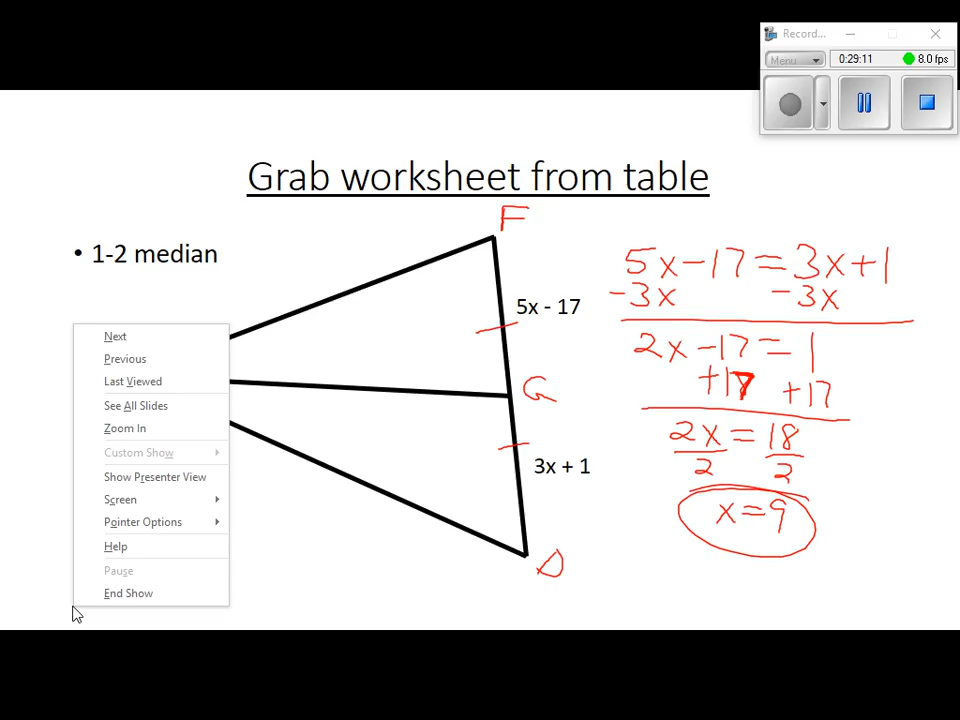 Record...
Menu
0:29:11
8.0 fps
Grab worksheet from table
• 1-2 median
F
5x - 17
G
3x + 1
D
5x-17=3x+1
-3x -3x
2x-17=1
+17 +17
2x=18
2 2
x=9
Next
Previous
Last Viewed
See All Slides
Zoom In
Custom Show
Show Presenter View
Screen
Pointer Options
Help
Pause
End Show